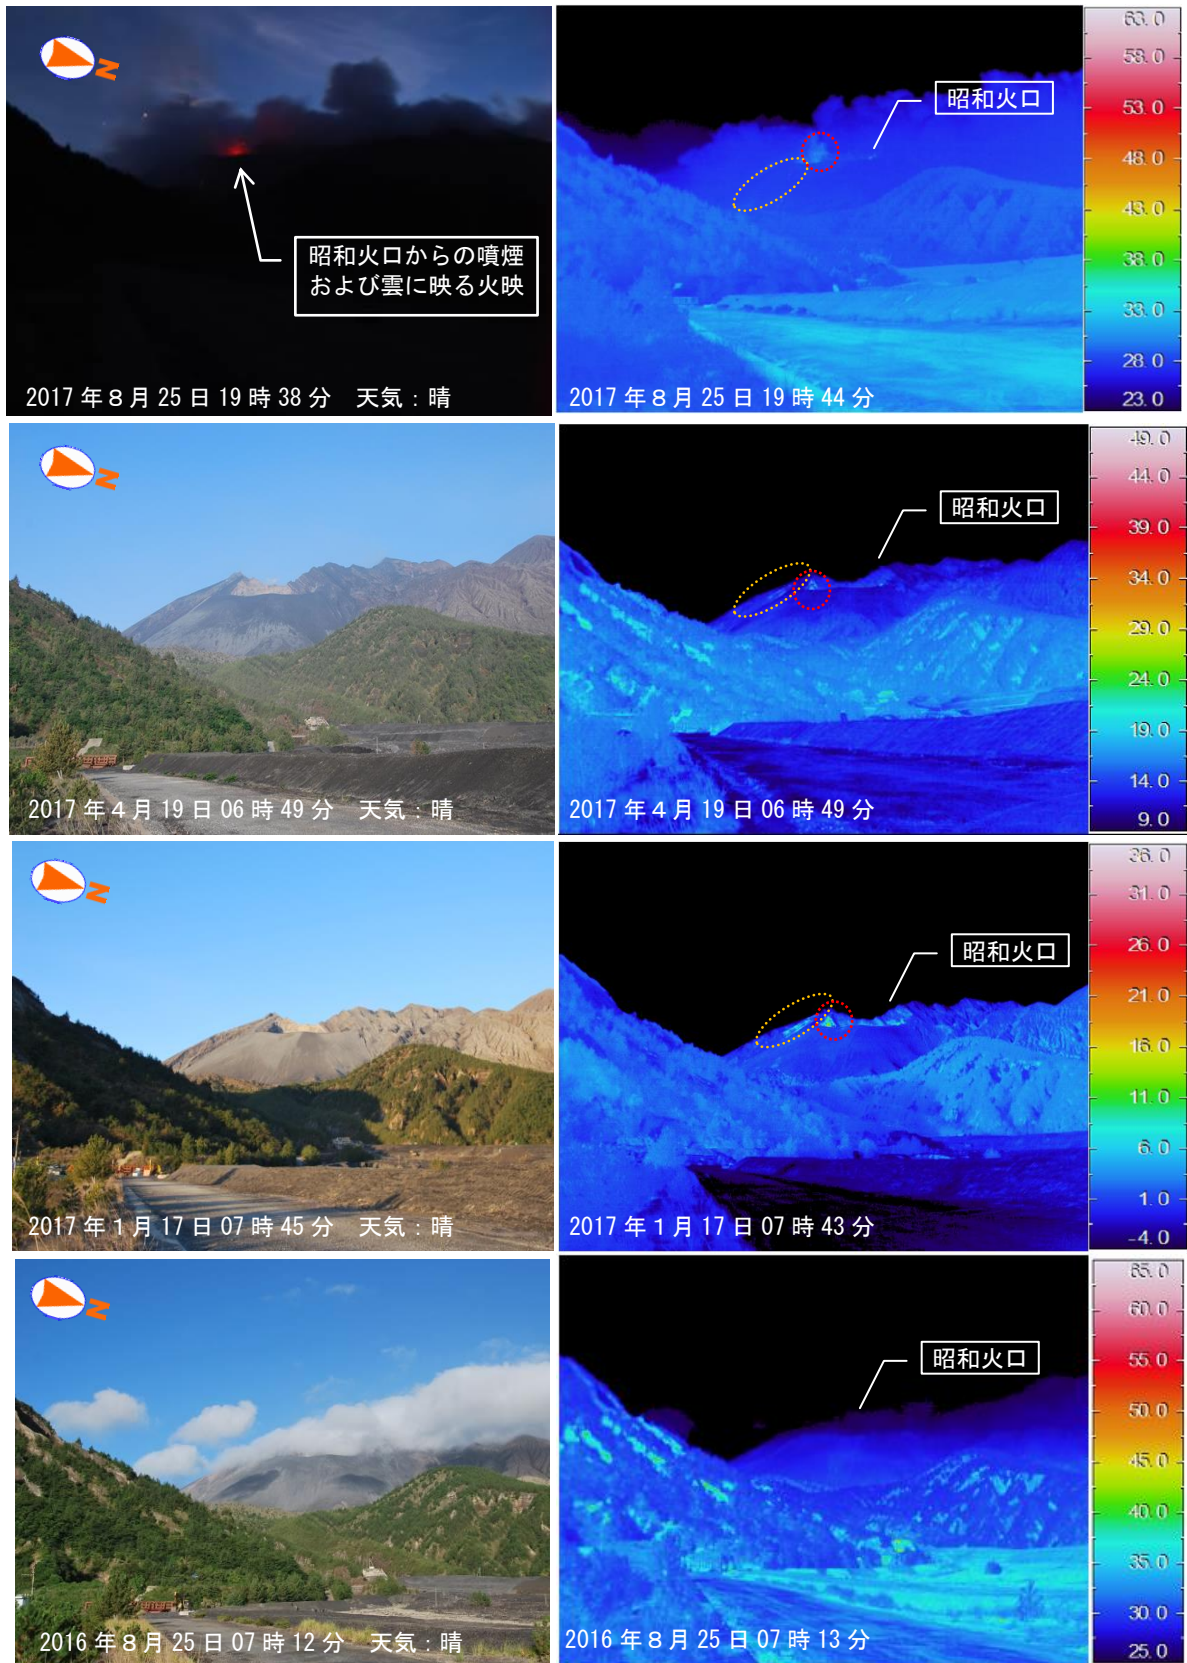 N
昭和火口からの噴煙
および雲に映る火映
2017年8月25日19時38分 天気：晴
昭和火口
2017年8月25日19時44分
63.0
58.0
53.0
48.0
43.0
38.0
33.0
28.0
23.0
N
2017年4月19日06時49分 天気：晴
昭和火口
2017年4月19日06時49分
49.0
44.0
39.0
34.0
29.0
24.0
19.0
14.0
9.0
N
2017年1月17日07時45分 天気：晴
昭和火口
2017年1月17日07時43分
36.0
31.0
26.0
21.0
16.0
11.0
6.0
1.0
-4.0
N
2016年8月25日07時12分 天気：晴
昭和火口
2016年8月25日07時13分
65.0
60.0
55.0
50.0
45.0
40.0
35.0
30.0
25.0